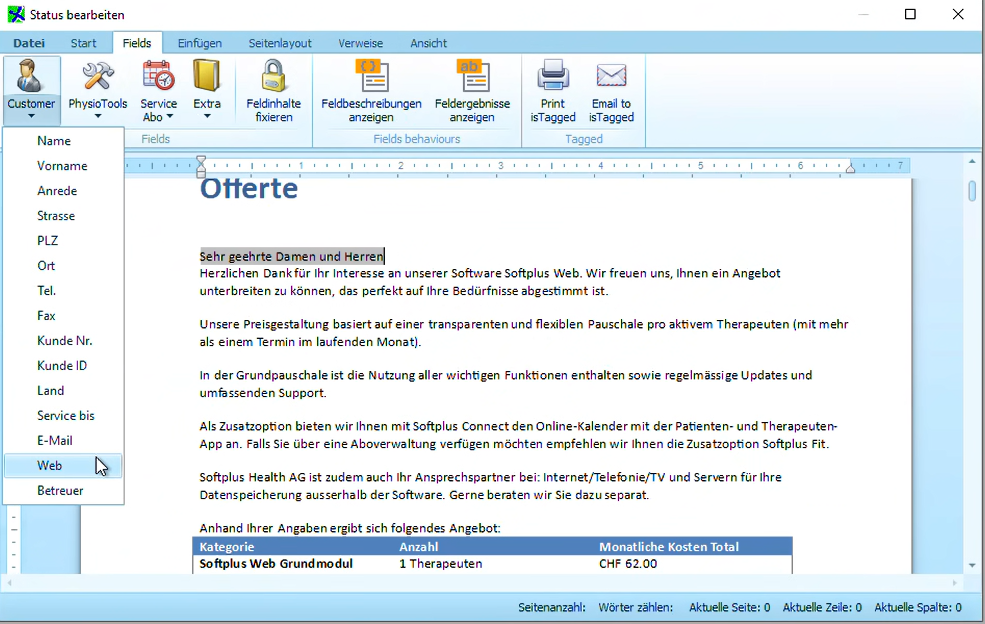 Status bearbeiten
Datei Start Fields Einfügen Seitenlayout Verweise Ansicht
Customer PhysioTools Service Abo Extra Feldinhalte fixieren Feldbeschreibungen anzeigen Feldergebnisse anzeigen Print isTagged Email to isTagged
Fields Fields behaviours Tagged
Name
Vorname
Anrede
Strasse
PLZ
Ort
Tel.
Fax
Kunde Nr.
Kunde ID
Land
Service bis
E-Mail
Web
Betreuer
1 2 3 4 5 6 7
Offerte
Sehr geehrte Damen und Herren
Herzlichen Dank für Ihr Interesse an unserer Software Softplus Web. Wir freuen uns, Ihnen ein Angebot
unterbreiten zu können, das perfekt auf Ihre Bedürfnisse abgestimmt ist.
Unsere Preisgestaltung basiert auf einer transparenten und flexiblen Pauschale pro aktivem Therapeuten (mit mehr
als einem Termin im laufenden Monat).
In der Grundpauschale ist die Nutzung aller wichtigen Funktionen enthalten sowie regelmässige Updates und
umfassenden Support.
Als Zusatzoption bieten wir Ihnen mit Softplus Connect den Online-Kalender mit der Patienten- und Therapeuten-
App an. Falls Sie über eine Aboverwaltung verfügen möchten empfehlen wir Ihnen die Zusatzoption Softplus Fit.
Softplus Health AG ist zudem auch Ihr Ansprechspartner bei: Internet/Telefonie/TV und Servern für Ihre
Datenspeicherung ausserhalb der Software. Gerne beraten wir Sie dazu separat.
Anhand Ihrer Angaben ergibt sich folgendes Angebot:
Kategorie Anzahl Monatliche Kosten Total
Softplus Web Grundmodul 1 Therapeuten CHF 62.00
Seitenanzahl: Wörter zählen: Aktuelle Seite: 0 Aktuelle Zeile: 0 Aktuelle Spalte: 0